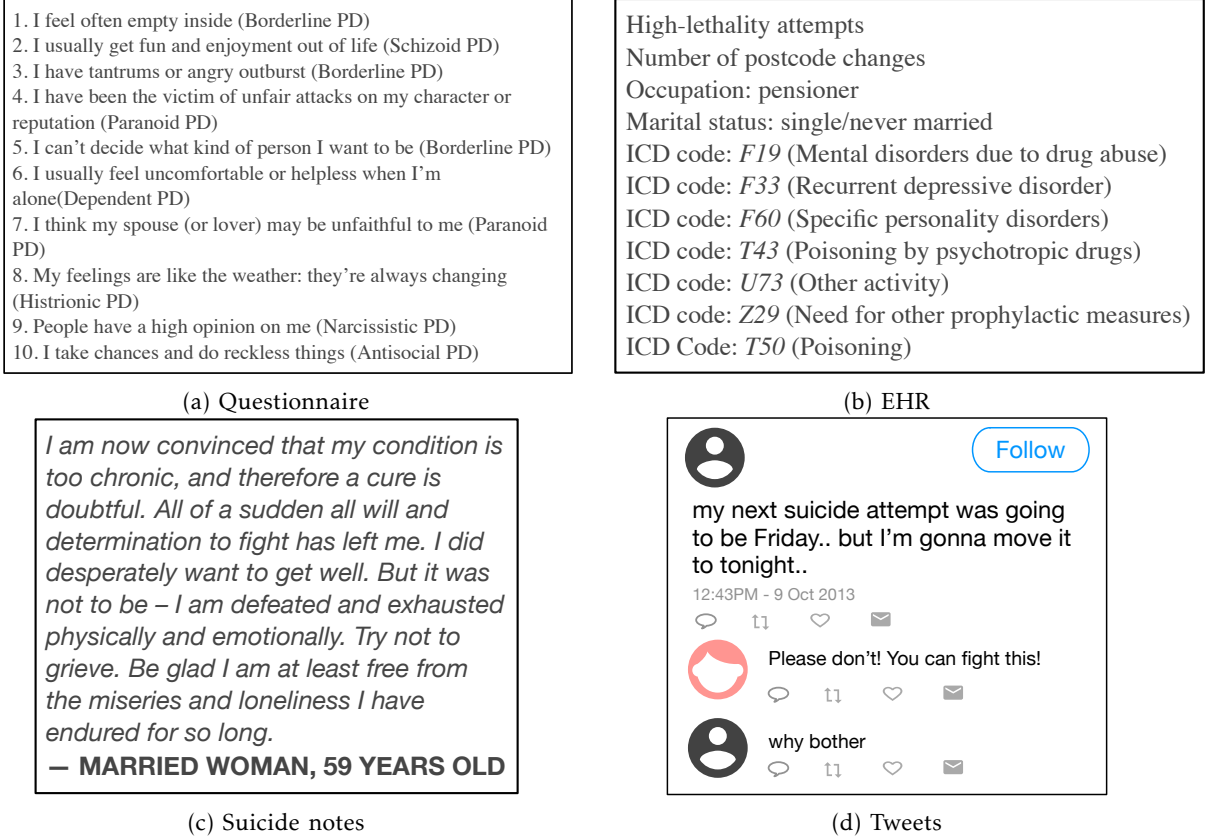 1. I feel often empty inside (Borderline PD)
2. I usually get fun and enjoyment out of life (Schizoid PD)
3. I have tantrums or angry outburst (Borderline PD)
4. I have been the victim of unfair attacks on my character or
reputation (Paranoid PD)
5. I can't decide what kind of person I want to be (Borderline PD)
6. I usually feel uncomfortable or helpless when I'm
alone(Dependent PD)
7. I think my spouse (or lover) may be unfaithful to me (Paranoid
PD)
8. My feelings are like the weather: they're always changing
(Histrionic PD)
9. People have a high opinion on me (Narcissistic PD)
10. I take chances and do reckless things (Antisocial PD)
(a) Questionnaire
High-lethality attempts
Number of postcode changes
Occupation: pensioner
Marital status: single/never married
ICD code: F19 (Mental disorders due to drug abuse)
ICD code: F33 (Recurrent depressive disorder)
ICD code: F60 (Specific personality disorders)
ICD code: T43 (Poisoning by psychotropic drugs)
ICD code: U73 (Other activity)
ICD code: Z29 (Need for other prophylactic measures)
ICD Code: T50 (Poisoning)
(b) EHR
I am now convinced that my condition is
too chronic, and therefore a cure is
doubtful. All of a sudden all will and
determination to fight has left me. I did
desperately want to get well. But it was
not to be – I am defeated and exhausted
physically and emotionally. Try not to
grieve. Be glad I am at least free from
the miseries and loneliness I have
endured for so long.
— MARRIED WOMAN, 59 YEARS OLD
(c) Suicide notes
Follow
my next suicide attempt was going
to be Friday.. but I'm gonna move it
to tonight..
12:43PM - 9 Oct 2013
Please don't! You can fight this!
why bother
(d) Tweets